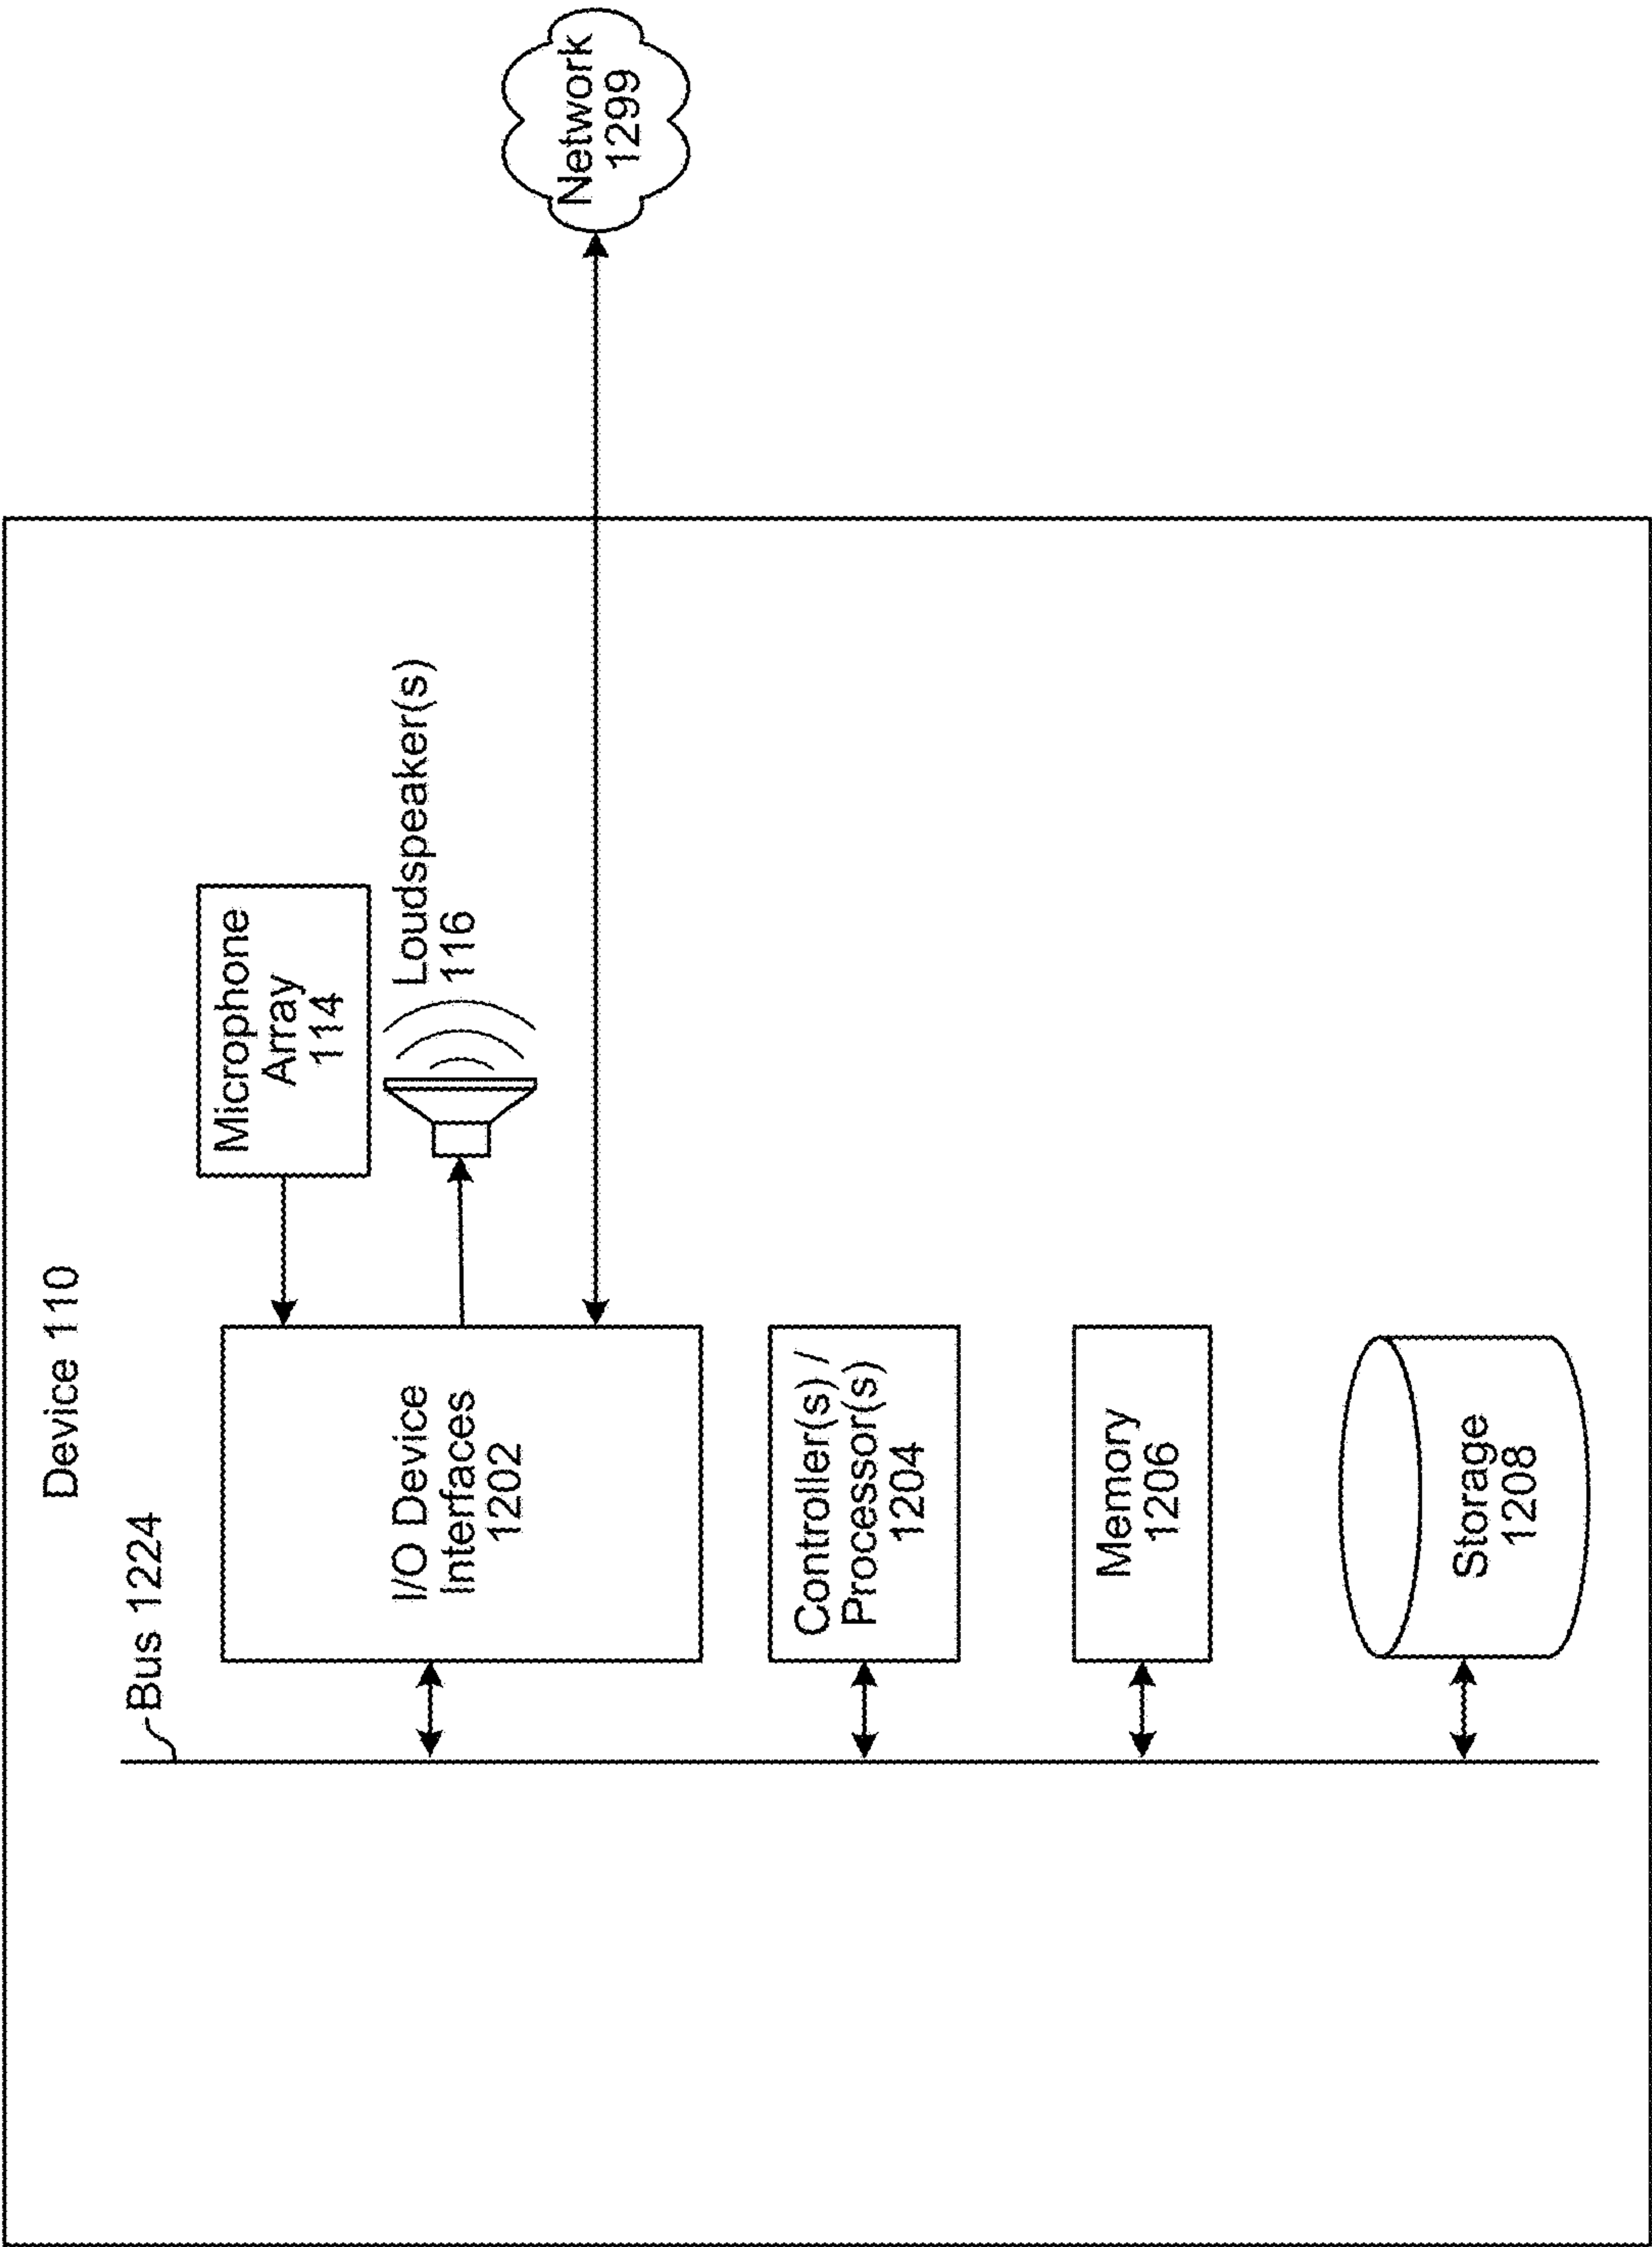 Device 110
Bus 1224
I/O Device
Interfaces
1202
Microphone
Array
114
Loudspeaker(s)
116
Network
1299
Controller(s) /
Processor(s)
1204
Memory
1206
Storage
1208